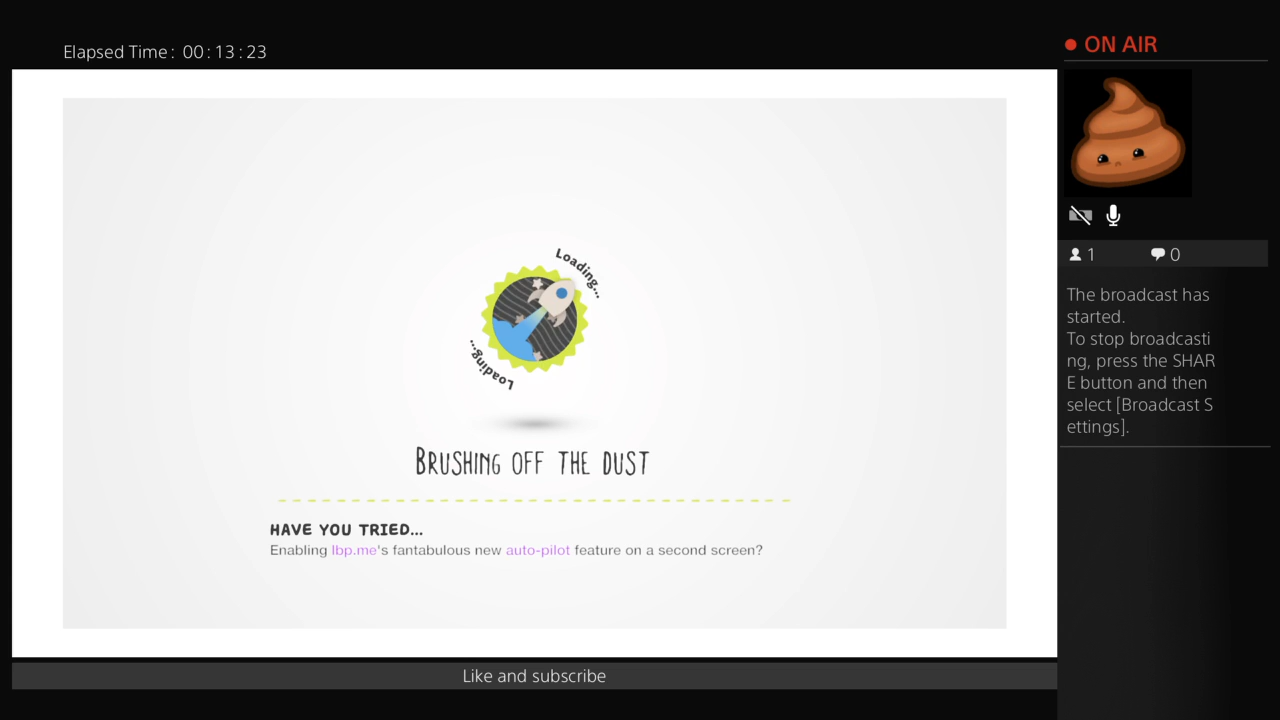 Elapsed Time: 00:13:23
ON AIR
1
0
The broadcast has
started.
To stop broadcasti
ng, press the SHAR
E button and then
select [Broadcast S
ettings].
Loading...
Loading...
BRUSHING OFF THE DUST
HAVE YOU TRIED...
Enabling lbp.me's fantabulous new auto-pilot feature on a second screen?
Like and subscribe